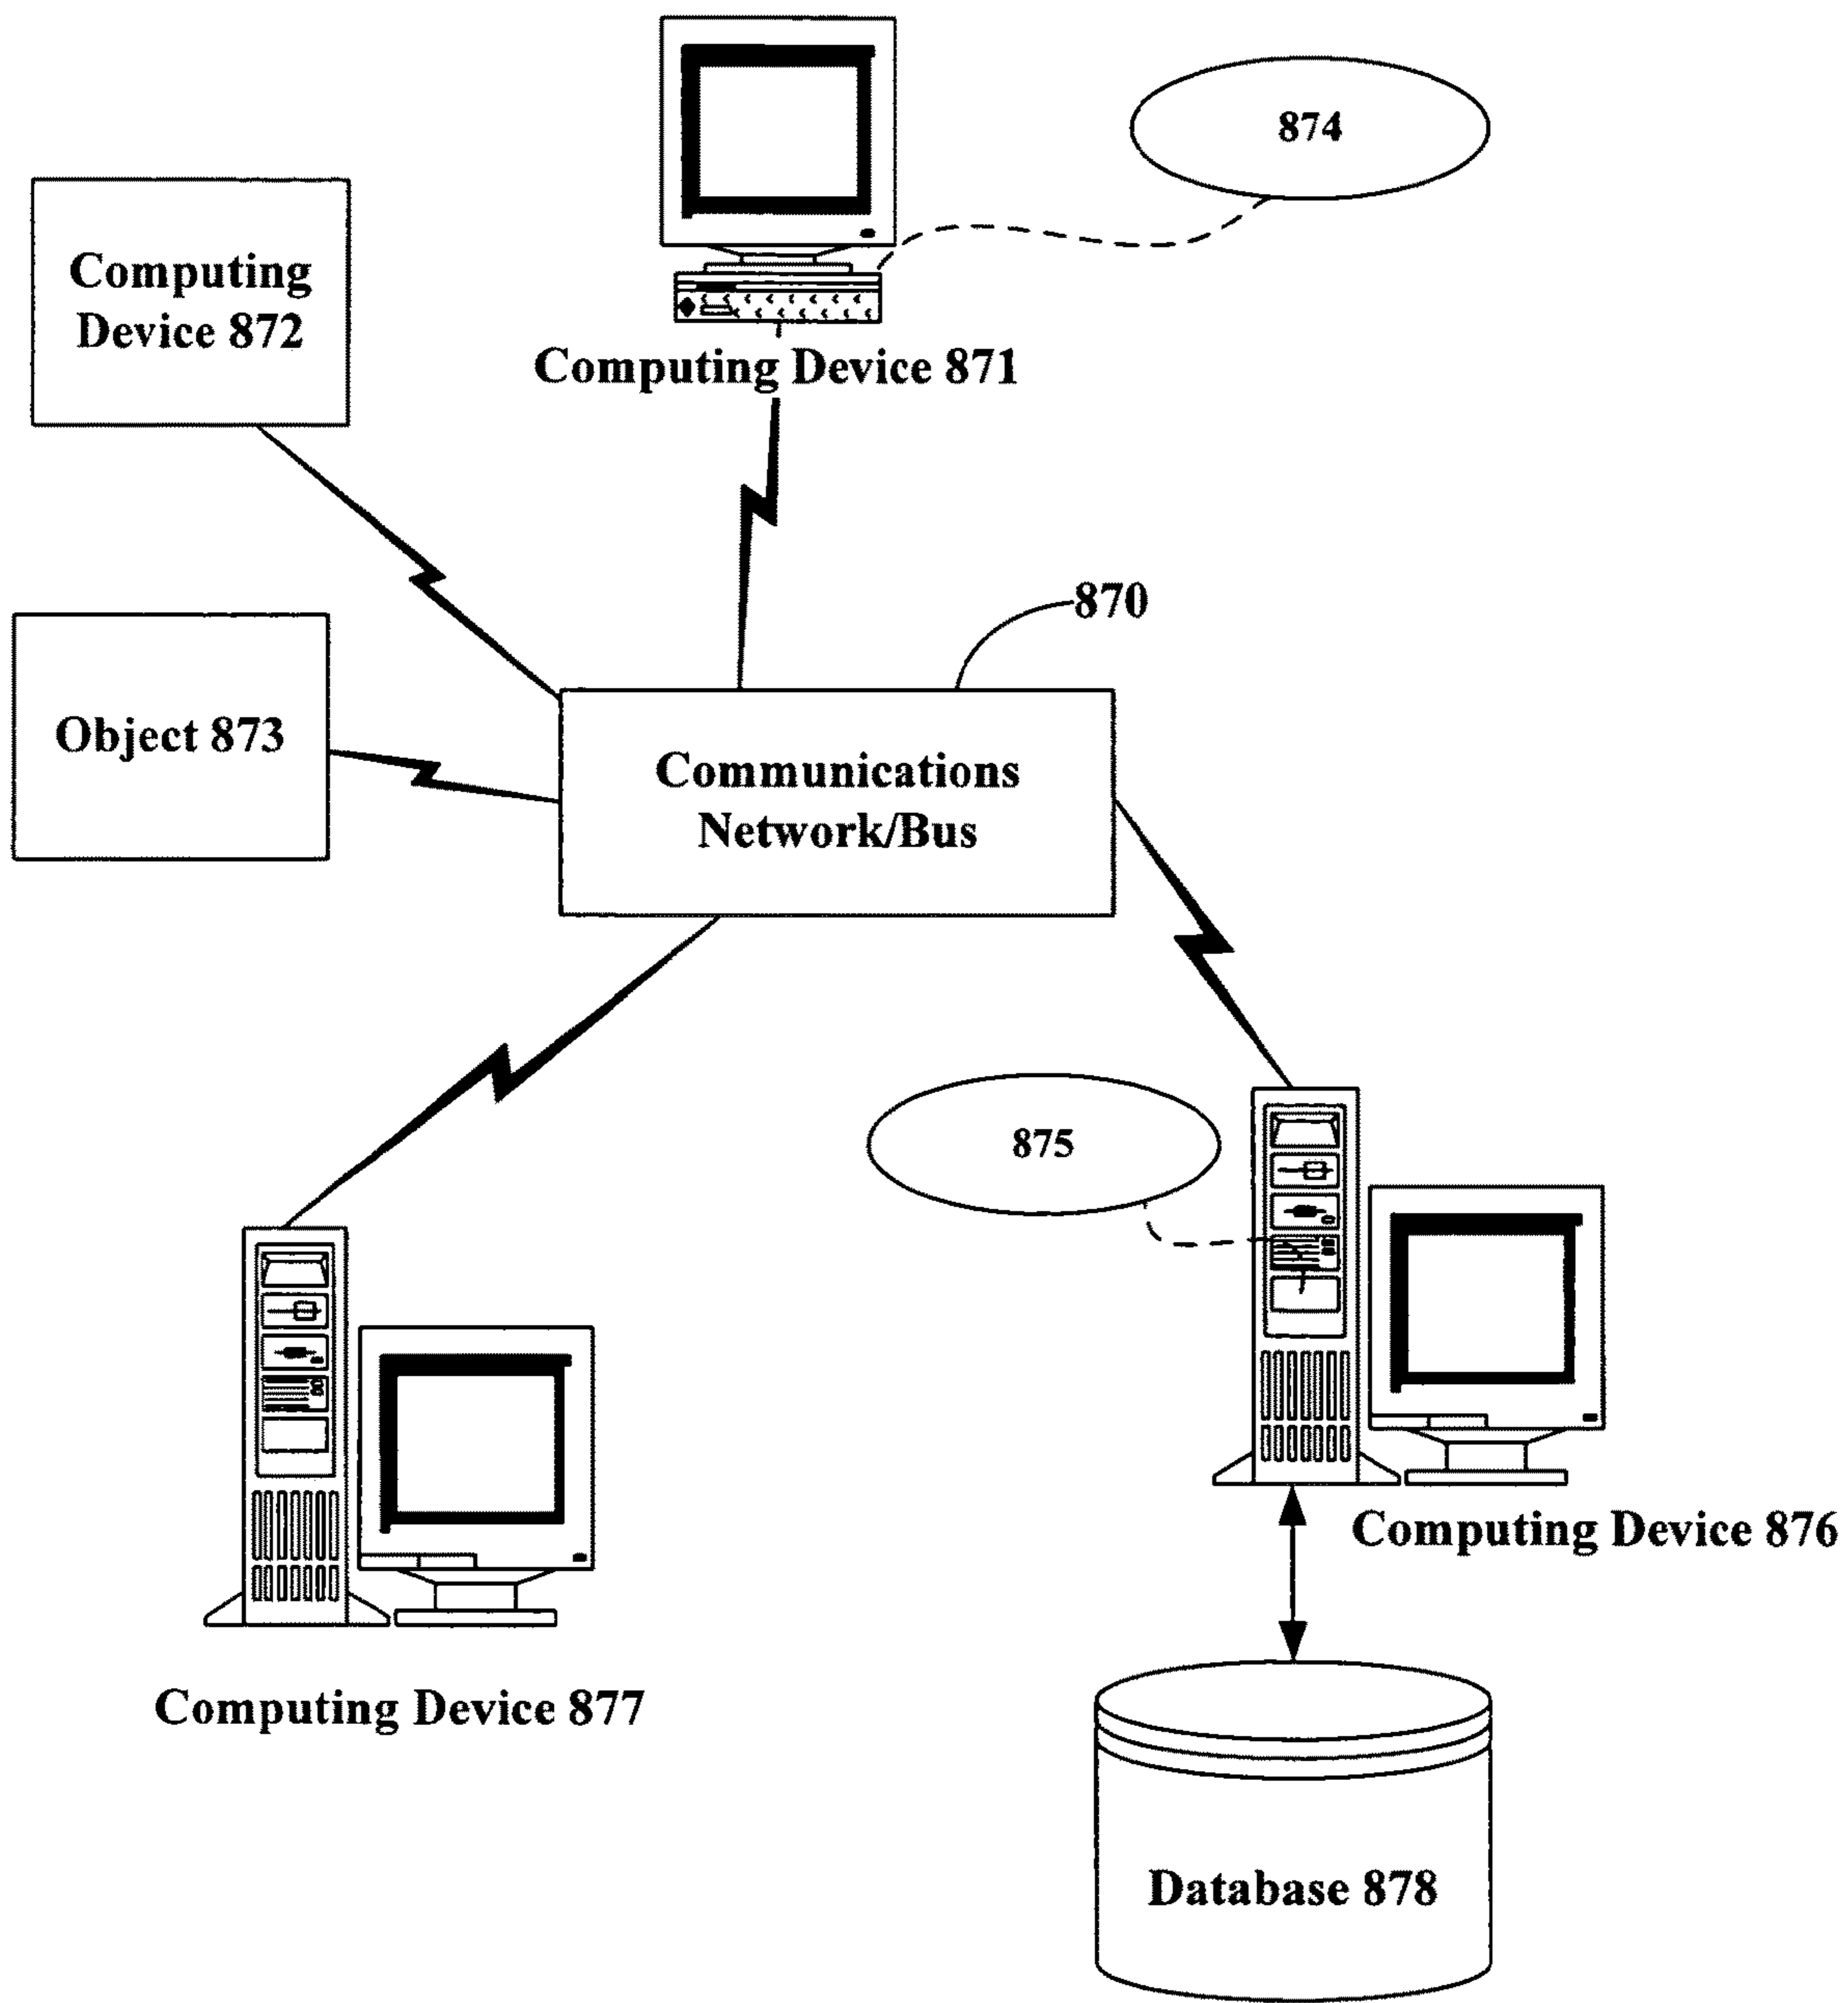 874
Computing
Device 872
Computing Device 871
870
Object 873
Communications
Network/Bus
875
Computing Device 876
Computing Device 877
Database 878